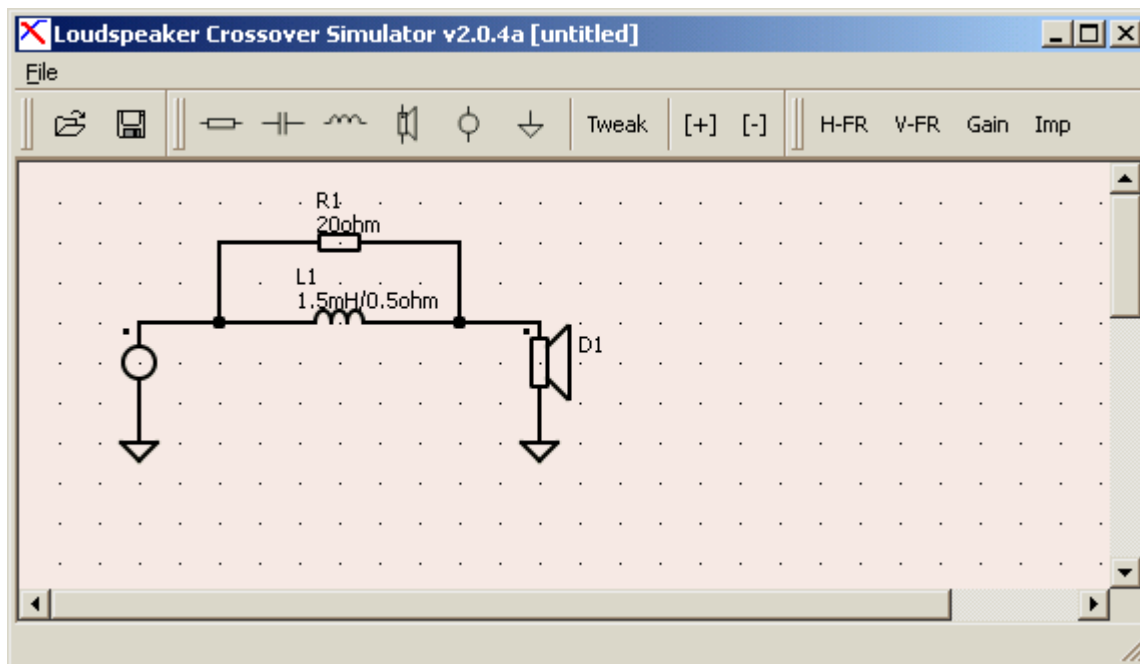 Loudspeaker Crossover Simulator v2.0.4a [untitled]
File
Tweak [+] [-] H-FR V-FR Gain Imp
R1
20ohm
L1
1.5mH/0.5ohm
D1